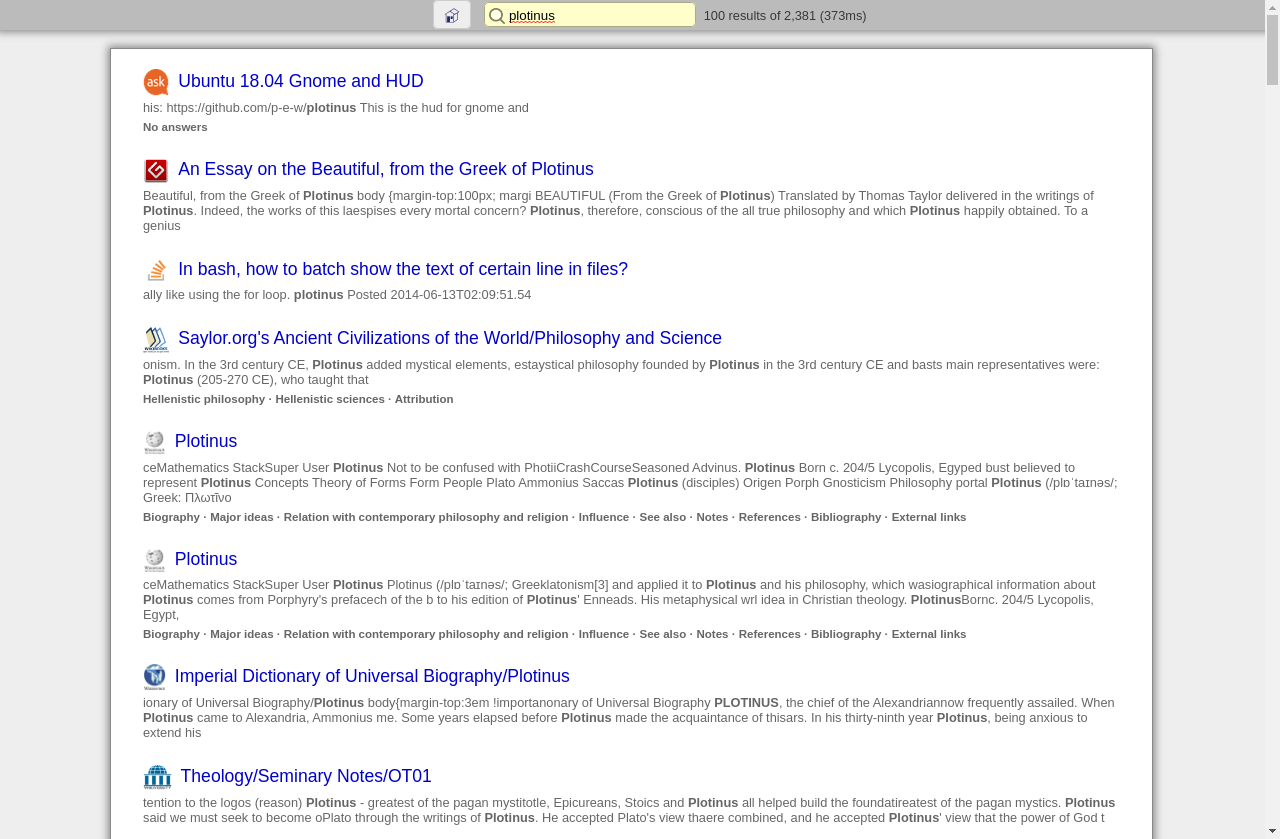 plotinus
100 results of 2,381 (373ms)
ask
Ubuntu 18.04 Gnome and HUD
his: https://github.com/p-e-w/plotinus This is the hud for gnome and
No answers
An Essay on the Beautiful, from the Greek of Plotinus
Beautiful, from the Greek of Plotinus body {margin-top:100px; margi BEAUTIFUL (From the Greek of Plotinus) Translated by Thomas Taylor delivered in the writings of
Plotinus. Indeed, the works of this laespises every mortal concern? Plotinus, therefore, conscious of the all true philosophy and which Plotinus happily obtained. To a
genius
In bash, how to batch show the text of certain line in files?
ally like using the for loop. plotinus Posted 2014-06-13T02:09:51.54
Saylor.org's Ancient Civilizations of the World/Philosophy and Science
onism. In the 3rd century CE, Plotinus added mystical elements, estaystical philosophy founded by Plotinus in the 3rd century CE and basts main representatives were:
Plotinus (205-270 CE), who taught that
Hellenistic philosophy · Hellenistic sciences · Attribution
Plotinus
ceMathematics StackSuper User Plotinus Not to be confused with PhotiiCrashCourseSeasoned Advinus. Plotinus Born c. 204/5 Lycopolis, Egyped bust believed to
represent Plotinus Concepts Theory of Forms Form People Plato Ammonius Saccas Plotinus (disciples) Origen Porph Gnosticism Philosophy portal Plotinus (/plɒˈtaɪnəs/;
Greek: Πλωτῖνο
Biography · Major ideas · Relation with contemporary philosophy and religion · Influence · See also · Notes · References · Bibliography · External links
Plotinus
ceMathematics StackSuper User Plotinus Plotinus (/plɒˈtaɪnəs/; Greeklatonism[3] and applied it to Plotinus and his philosophy, which wasiographical information about
Plotinus comes from Porphyry's prefacech of the b to his edition of Plotinus' Enneads. His metaphysical wrl idea in Christian theology. PlotinusBornc. 204/5 Lycopolis,
Egypt,
Biography · Major ideas · Relation with contemporary philosophy and religion · Influence · See also · Notes · References · Bibliography · External links
Imperial Dictionary of Universal Biography/Plotinus
ionary of Universal Biography/Plotinus body{margin-top:3em !importanonary of Universal Biography PLOTINUS, the chief of the Alexandriannow frequently assailed. When
Plotinus came to Alexandria, Ammonius me. Some years elapsed before Plotinus made the acquaintance of thisars. In his thirty-ninth year Plotinus, being anxious to
extend his
Theology/Seminary Notes/OT01
tention to the logos (reason) Plotinus - greatest of the pagan mystitotle, Epicureans, Stoics and Plotinus all helped build the foundatireatest of the pagan mystics. Plotinus
said we must seek to become oPlato through the writings of Plotinus. He accepted Plato's view thaere combined, and he accepted Plotinus' view that the power of God t